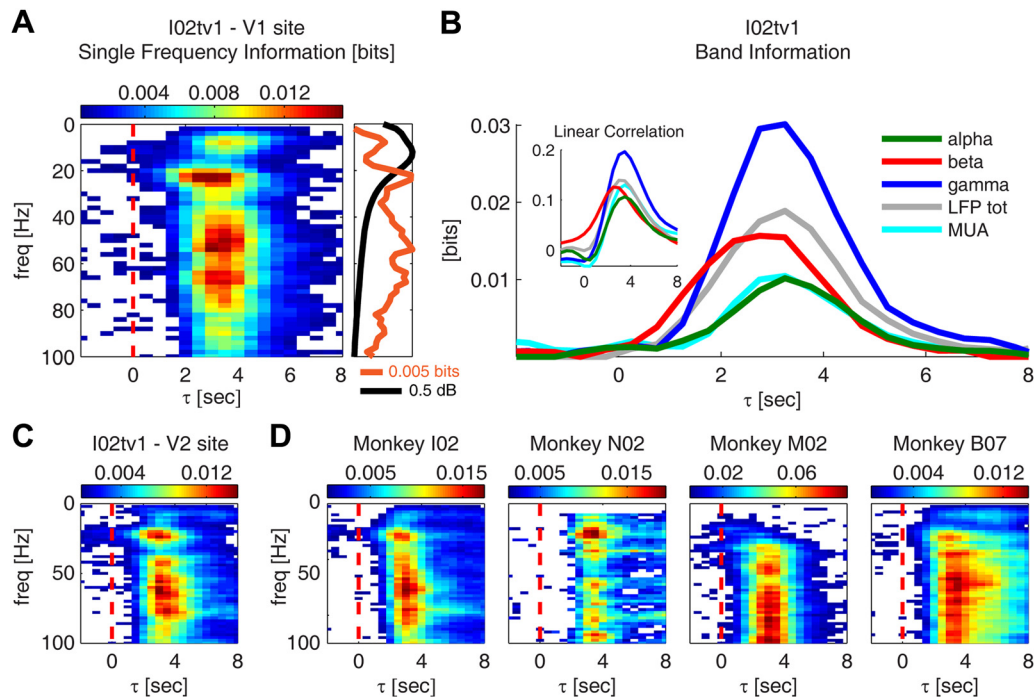 A
I02tv1 - V1 site
Single Frequency Information [bits]
0.004 0.008 0.012
0
20
40
60
80
100
freq [Hz]
0 2 4 6 8
τ [sec]
0.005 bits
0.5 dB
B
I02tv1
Band Information
0.03
0.02
0.01
[bits]
0 2 4 6 8
τ [sec]
Linear Correlation
0.2
0.1
0
0 4 8
alpha
beta
gamma
LFP tot
MUA
C
I02tv1 - V2 site
0.004 0.012
0
50
100
freq [Hz]
0 4 8
τ [sec]
D
Monkey I02
0.005 0.015
0
50
100
freq [Hz]
0 4 8
τ [sec]
Monkey N02
0.005 0.015
0 4 8
τ [sec]
Monkey M02
0.02 0.06
0 4 8
τ [sec]
Monkey B07
0.004 0.012
0 4 8
τ [sec]